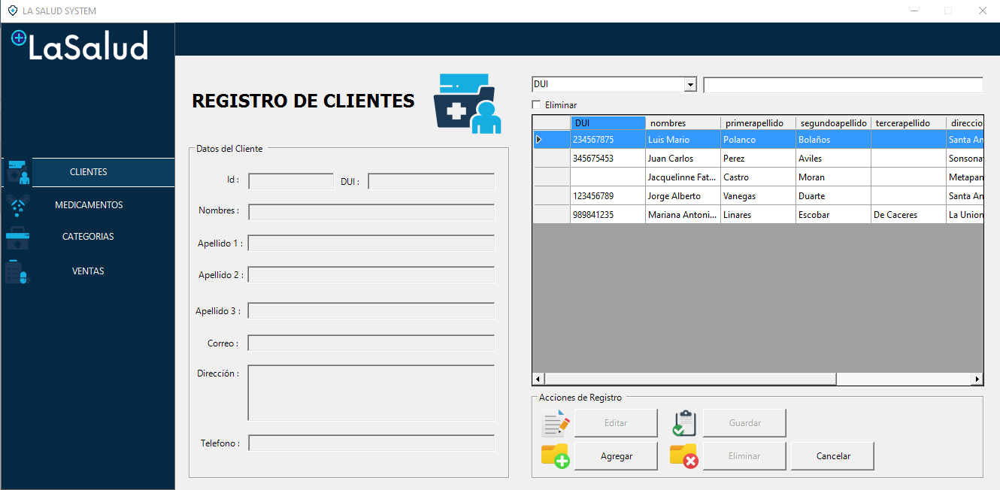 LA SALUD SYSTEM
LaSalud
CLIENTES
MEDICAMENTOS
CATEGORIAS
VENTAS
REGISTRO DE CLIENTES
Datos del Cliente
Id :
DUI :
Nombres :
Apellido 1 :
Apellido 2 :
Apellido 3 :
Correo :
Dirección :
Telefono :
DUI
Eliminar
DUI nombres primerapellido segundoapellido tercerapellido direccio
234567875 Luis Mario Polanco Bolaños Santa An
345675453 Juan Carlos Perez Aviles Sonsona
Jacquelinne Fat... Castro Moran Metapan
123456789 Jorge Alberto Vanegas Duarte Santa An
989841235 Mariana Antoni... Linares Escobar De Caceres La Union
Acciones de Registro
Editar
Guardar
Agregar
Eliminar
Cancelar